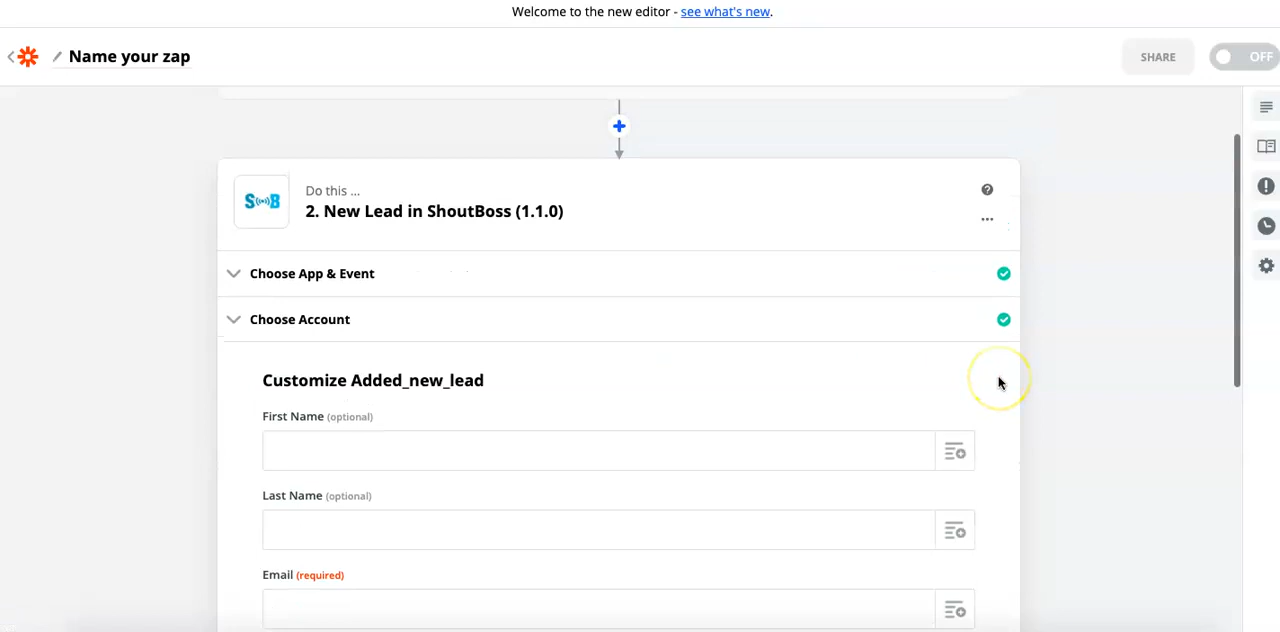 Welcome to the new editor - see what's new.
Name your zap
SHARE
OFF
S((•))B
Do this ...
2. New Lead in ShoutBoss (1.1.0)
Choose App & Event
Choose Account
Customize Added_new_lead
First Name (optional)
Last Name (optional)
Email (required)